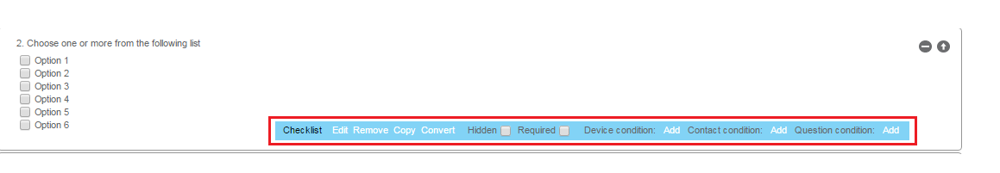 2. Choose one or more from the following list
Option 1
Option 2
Option 3
Option 4
Option 5
Option 6
Checklist Edit Remove Copy Convert Hidden Required Device condition: Add Contact condition: Add Question condition: Add